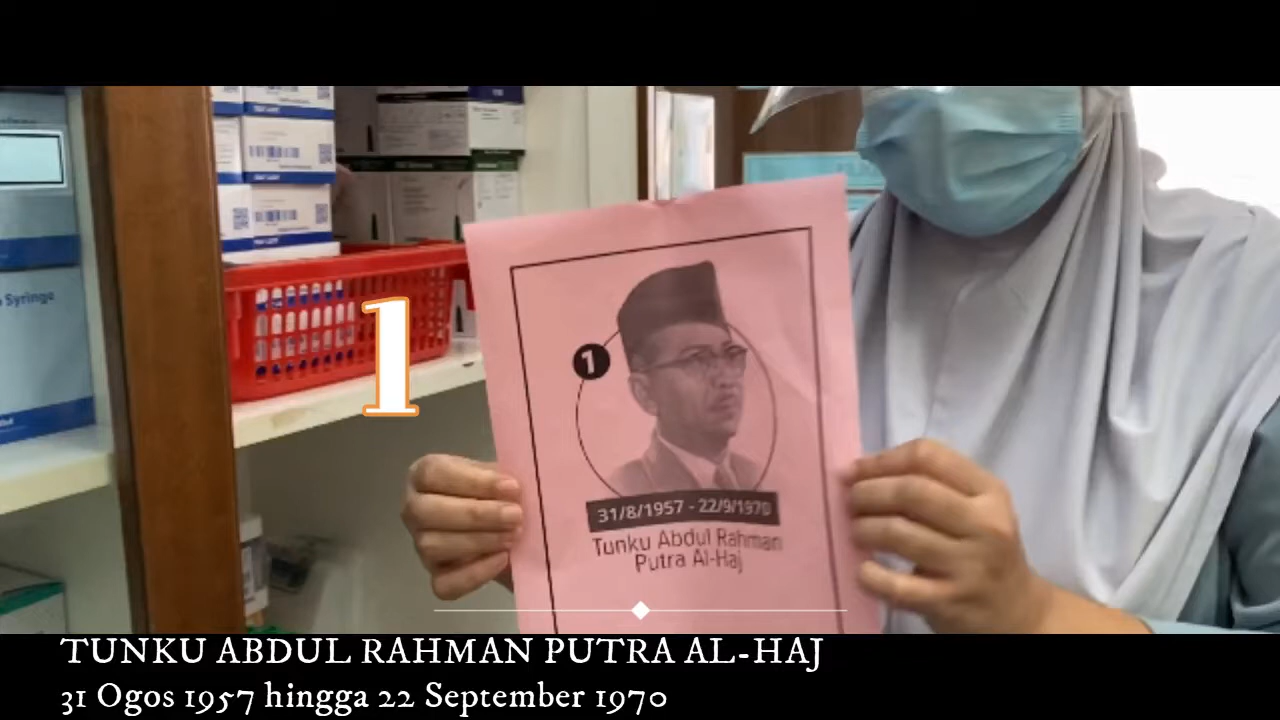 Syringe
1
1
31/8/1957 - 22/9/1970
Tunku Abdul Rahman
Putra Al-Haj
TUNKU ABDUL RAHMAN PUTRA AL-HAJ
31 Ogos 1957 hingga 22 September 1970